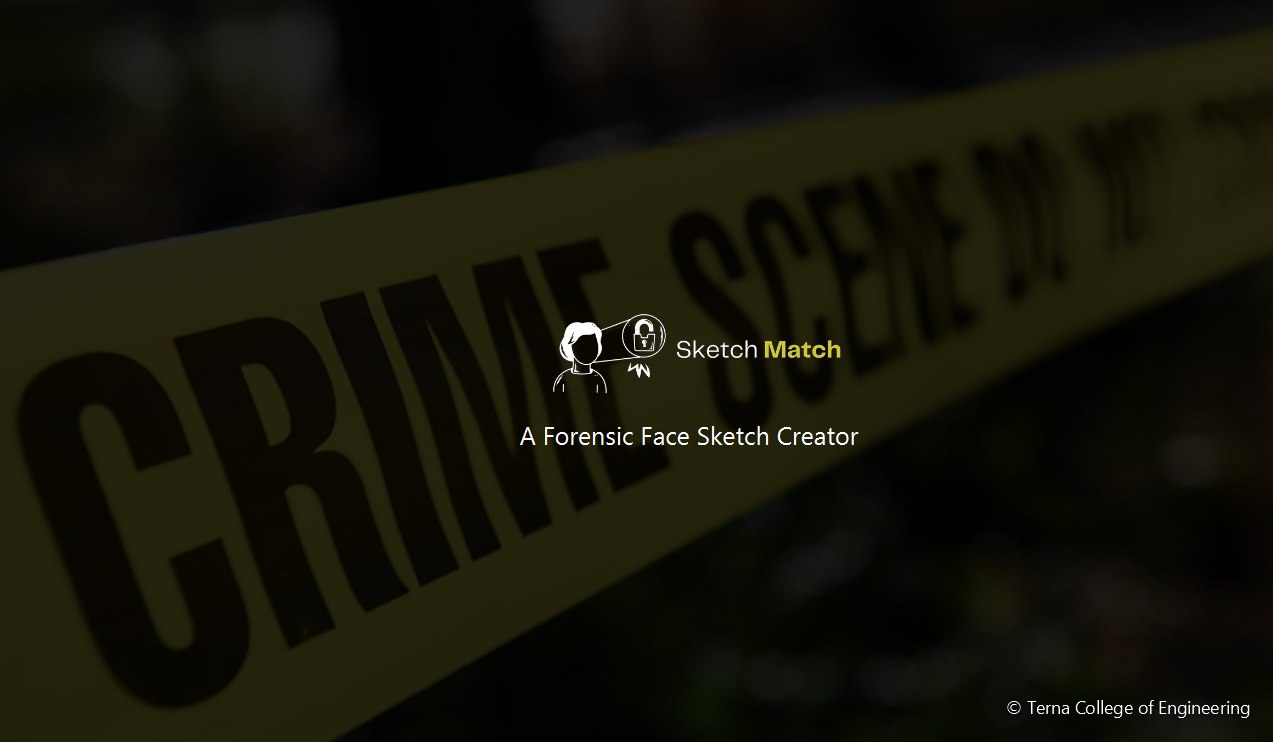 CRIME SCENE DO NOT
Sketch Match
A Forensic Face Sketch Creator
© Terna College of Engineering